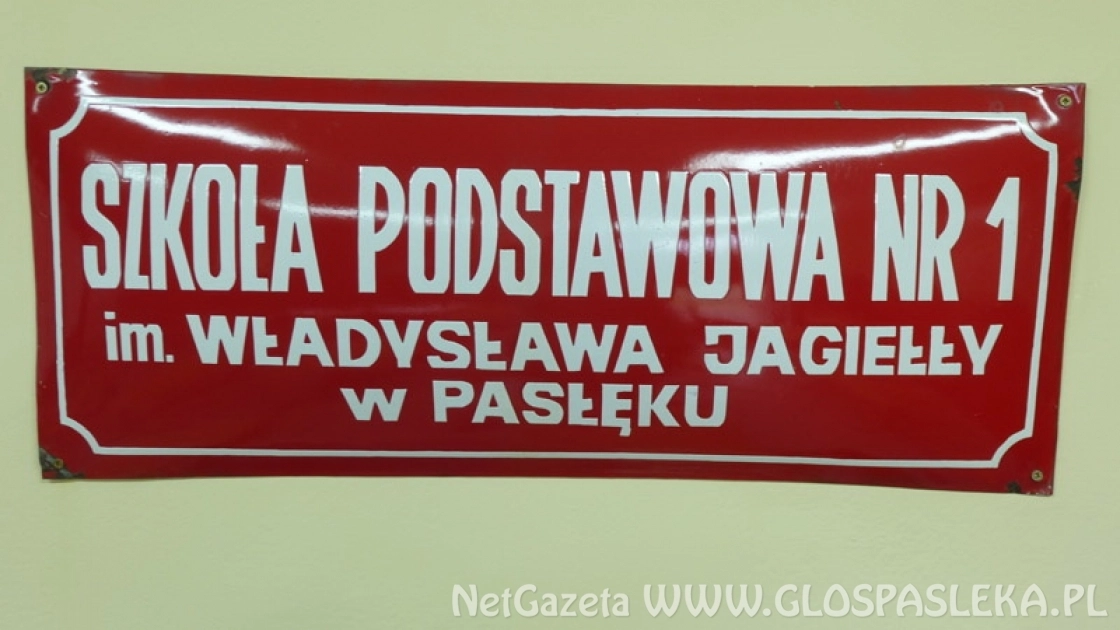 SZKOŁA PODSTAWOWA NR 1
im. WŁADYSŁAWA JAGIEŁŁY
w PASŁĘKU
NetGazeta WWW.GLOSPASLEKA.PL